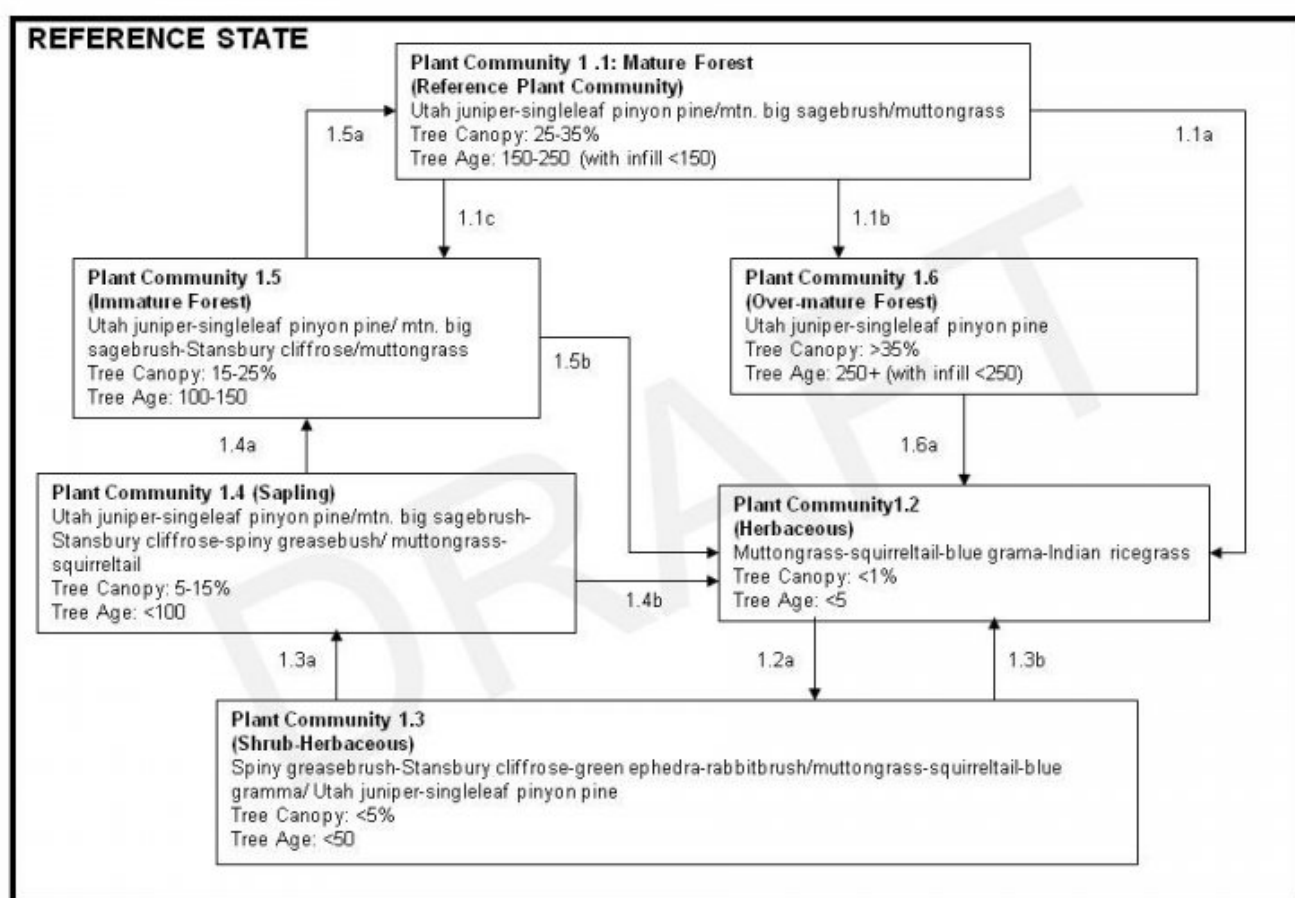 REFERENCE STATE
Plant Community 1 .1: Mature Forest
(Reference Plant Community)
Utah juniper-singleleaf pinyon pine/mtn. big sagebrush/muttongrass
Tree Canopy: 25-35%
Tree Age: 150-250 (with infill <150)
1.5a
1.1a
1.1c
1.1b
Plant Community 1.5
(Immature Forest)
Utah juniper-singleleaf pinyon pine/ mtn. big
sagebrush-Stansbury cliffrose/muttongrass
Tree Canopy: 15-25%
Tree Age: 100-150
Plant Community 1.6
(Over-mature Forest)
Utah juniper-singleleaf pinyon pine
Tree Canopy: >35%
Tree Age: 250+ (with infill <250)
1.5b
1.4a
1.6a
Plant Community 1.4 (Sapling)
Utah juniper-singeleaf pinyon pine/mtn. big sagebrush-
Stansbury cliffrose-spiny greasebush/ muttongrass-
squirreltail
Tree Canopy: 5-15%
Tree Age: <100
Plant Community1.2
(Herbaceous)
Muttongrass-squirreltail-blue grama-Indian ricegrass
Tree Canopy: <1%
Tree Age: <5
1.4b
1.3a
1.2a
1.3b
Plant Community 1.3
(Shrub-Herbaceous)
Spiny greasebrush-Stansbury cliffrose-green ephedra-rabbitbrush/muttongrass-squirreltail-blue
gramma/ Utah juniper-singleleaf pinyon pine
Tree Canopy: <5%
Tree Age: <50
DRAFT